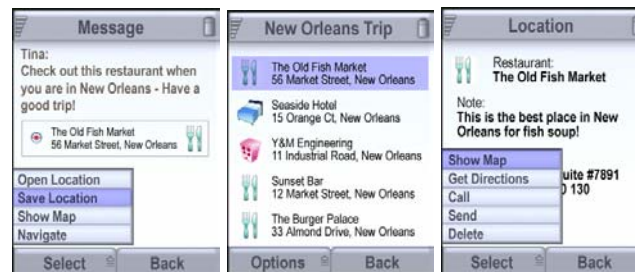 Message
Tina:
Check out this restaurant when
you are in New Orleans - Have a
good trip!
The Old Fish Market
56 Market Street, New Orleans
Open Location
Save Location
Show Map
Navigate
Select
Back
New Orleans Trip
The Old Fish Market
56 Market Street, New Orleans
Seaside Hotel
15 Orange Ct, New Orleans
Y&M Engineering
11 Industrial Road, New Orleans
Sunset Bar
12 Market Street, New Orleans
The Burger Palace
33 Almond Drive, New Orleans
Options
Back
Location
Restaurant:
The Old Fish Market
Note:
This is the best place in New
Orleans for fish soup!
Show Map
Get Directions
Call
Send
Delete
uite #7891
130
Select
Back